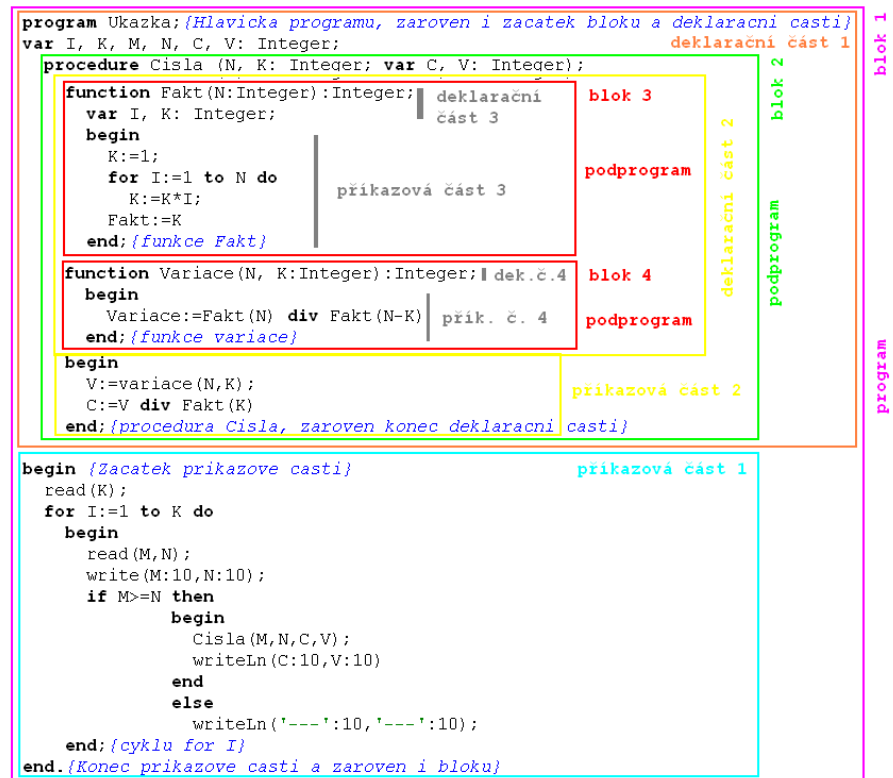 program Ukazka;{Hlavicka programu, zaroven i zacatek bloku a deklaracni casti}
var I, K, M, N, C, V: Integer;
deklarační část 1
blok 1
procedure Cisla (N, K: Integer; var C, V: Integer);
blok 2
function Fakt(N:Integer):Integer;
deklarační
část 3
blok 3
var I, K: Integer;
begin
K:=1;
for I:=1 to N do
K:=K*I;
Fakt:=K
end;{funkce Fakt}
příkazová část 3
podprogram
deklarační část 2
podprogram
function Variace(N, K:Integer):Integer;
dek.č.4
blok 4
begin
Variace:=Fakt(N) div Fakt(N-K)
přík. č. 4
podprogram
end;{funkce variace}
begin
V:=variace(N,K);
příkazová část 2
C:=V div Fakt(K)
end;{procedura Cisla, zaroven konec deklaracni casti}
program
begin {Zacatek prikazove casti}
příkazová část 1
read(K);
for I:=1 to K do
begin
read(M,N);
write(M:10,N:10);
if M>=N then
begin
Cisla(M,N,C,V);
writeLn(C:10,V:10)
end
else
writeLn('---':10,'---':10);
end;{cyklu for I}
end.{Konec prikazove casti a zaroven i bloku}